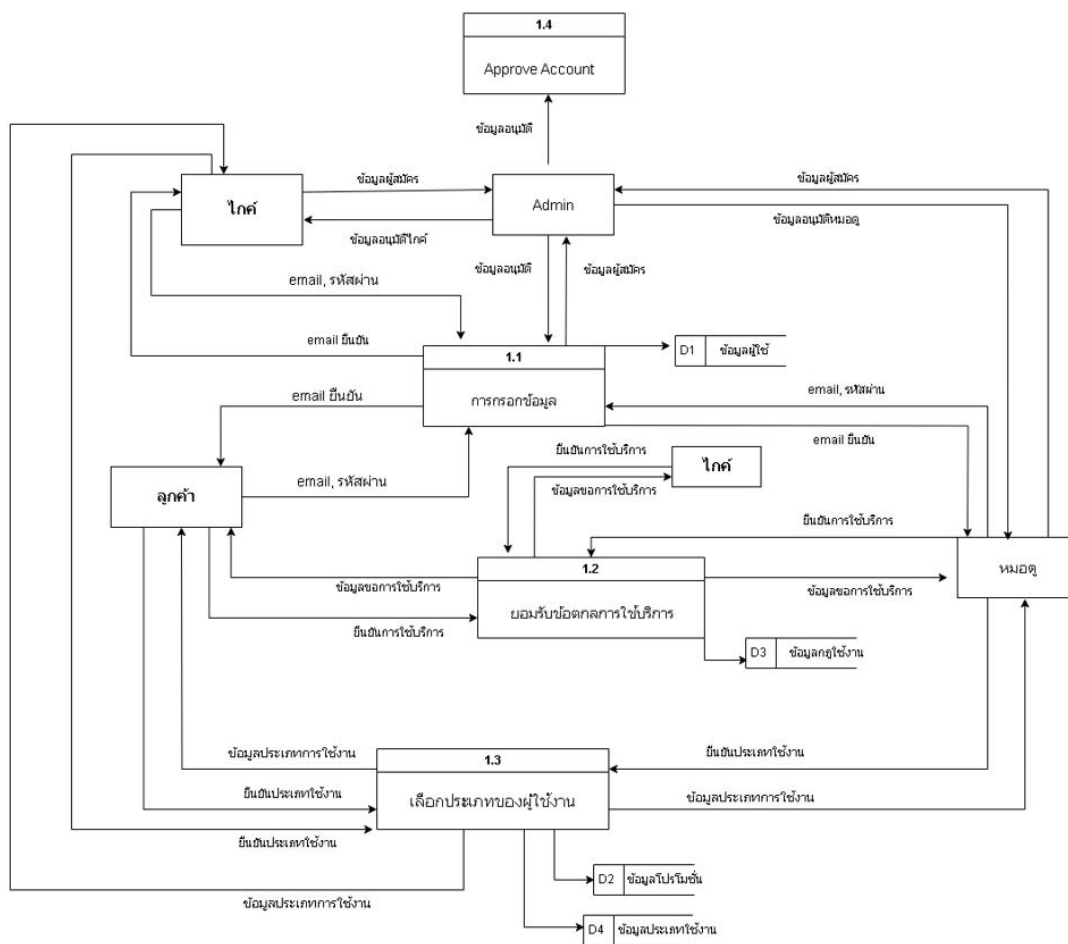 1.4
Approve Account
ข้อมูลอนุมัติ
ข้อมูลผู้สมัคร
ข้อมูลผู้สมัคร
ไกค์
Admin
ข้อมูลอนุมัติหมอดู
ข้อมูลอนุมัติไกค์
ข้อมูลอนุมัติ
ข้อมูลผู้สมัคร
email, รหัสผ่าน
email ยืนยัน
1.1
D1 ข้อมูลผู้ใช้
email, รหัสผ่าน
email ยืนยัน
การกรอกข้อมูล
email ยืนยัน
ยืนยันการใช้บริการ
ไกค์
ลูกค้า
email, รหัสผ่าน
ข้อมูลขอการใช้บริการ
ยืนยันการใช้บริการ
1.2
หมอดู
ข้อมูลขอการใช้บริการ
ข้อมูลขอการใช้บริการ
ยอมรับข้อตกลการใช้บริการ
ยืนยันการใช้บริการ
D3 ข้อมูลกฎใช้งาน
ข้อมูลประเภทการใช้งาน
ยืนยันประเภทใช้งาน
1.3
ยืนยันประเภทใช้งาน
ข้อมูลประเภทการใช้งาน
เลือกประเภทของผู้ใช้งาน
ยืนยันประเภทใช้งาน
D2 ข้อมูลโปรโมชั่น
ข้อมูลประเภทการใช้งาน
D4 ข้อมูลประเภทใช้งาน